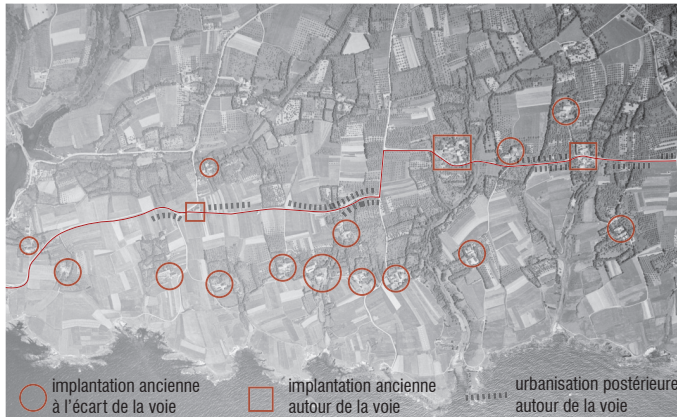 implantation ancienne
à l'écart de la voie
implantation ancienne
autour de la voie
urbanisation postérieure
autour de la voie